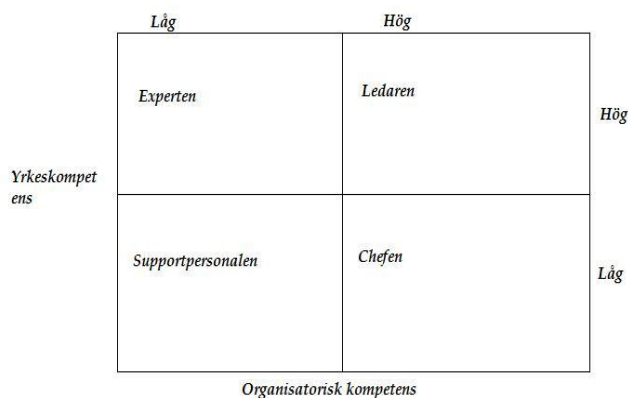 Låg Hög
Experten
Ledaren
Hög
Yrkeskompet
ens
Supportpersonalen
Chefen
Låg
Organisatorisk kompetens